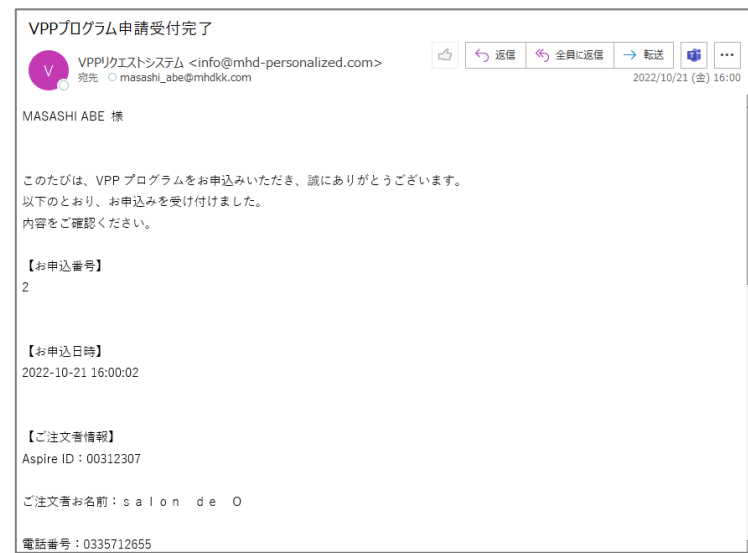 VPPプログラム申請受付完了
V
VPPリクエストシステム <info@mhd-personalized.com>
宛先 masashi_abe@mhdkk.com
返信
全員に返信
転送
2022/10/21 (金) 16:00
MASASHI ABE 様
このたびは、VPP プログラムをお申込みいただき、誠にありがとうございます。
以下のとおり、お申込みを受け付けました。
内容をご確認ください。
【お申込番号】
2
【お申込日時】
2022-10-21 16:00:02
【ご注文者情報】
Aspire ID：00312307
ご注文者お名前：ｓａｌｏｎ　ｄｅ　Ｏ
電話番号：0335712655